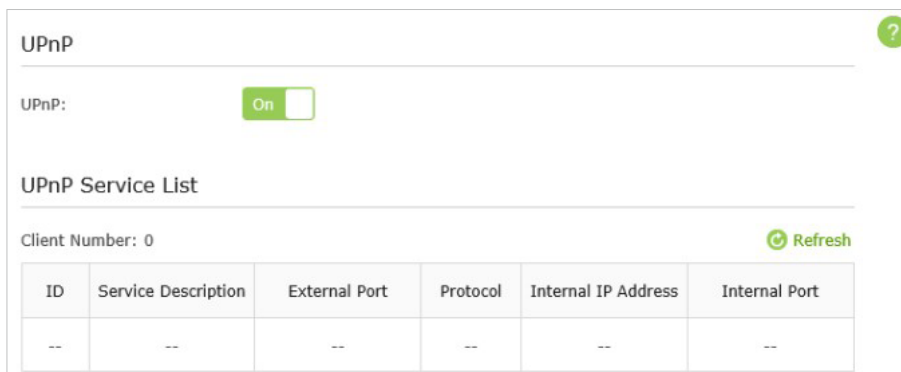 UPnP
?
UPnP: On
UPnP Service List
Client Number: 0 Refresh
ID Service Description External Port Protocol Internal IP Address Internal Port
-- -- -- -- -- --